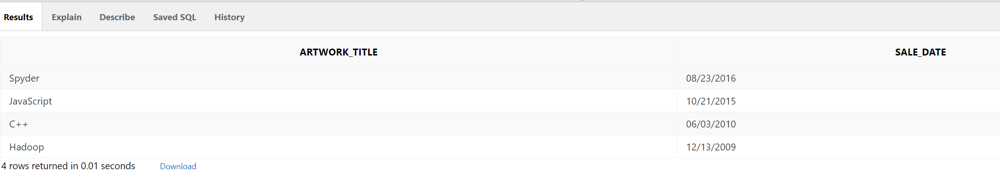 Results Explain Describe Saved SQL History
ARTWORK_TITLE SALE_DATE
Spyder 08/23/2016
JavaScript 10/21/2015
C++ 06/03/2010
Hadoop 12/13/2009
4 rows returned in 0.01 seconds Download